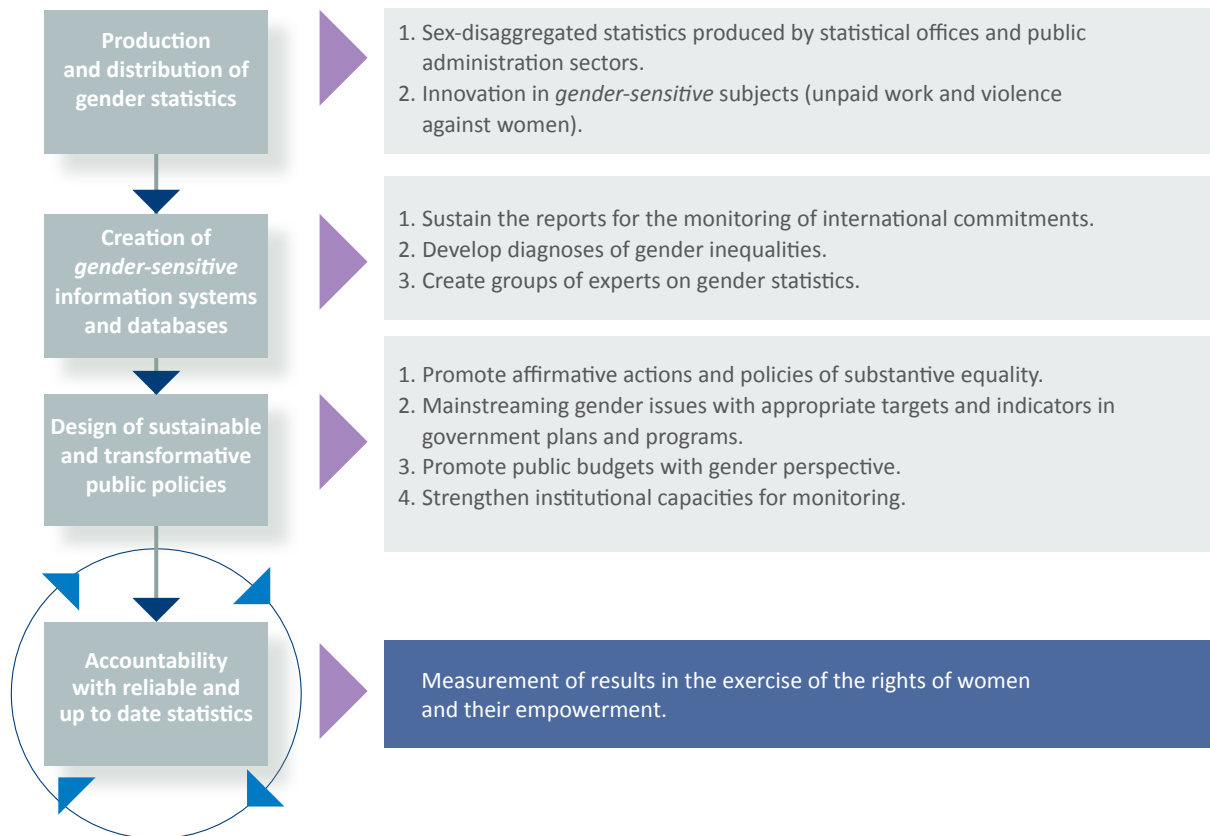 Production
and distribution of
gender statistics
1. Sex-disaggregated statistics produced by statistical offices and public
administration sectors.
2. Innovation in gender-sensitive subjects (unpaid work and violence
against women).
Creation of
gender-sensitive
information systems
and databases
1. Sustain the reports for the monitoring of international commitments.
2. Develop diagnoses of gender inequalities.
3. Create groups of experts on gender statistics.
Design of sustainable
and transformative
public policies
1. Promote affirmative actions and policies of substantive equality.
2. Mainstreaming gender issues with appropriate targets and indicators in
government plans and programs.
3. Promote public budgets with gender perspective.
4. Strengthen institutional capacities for monitoring.
Accountability
with reliable and
up to date statistics
Measurement of results in the exercise of the rights of women
and their empowerment.